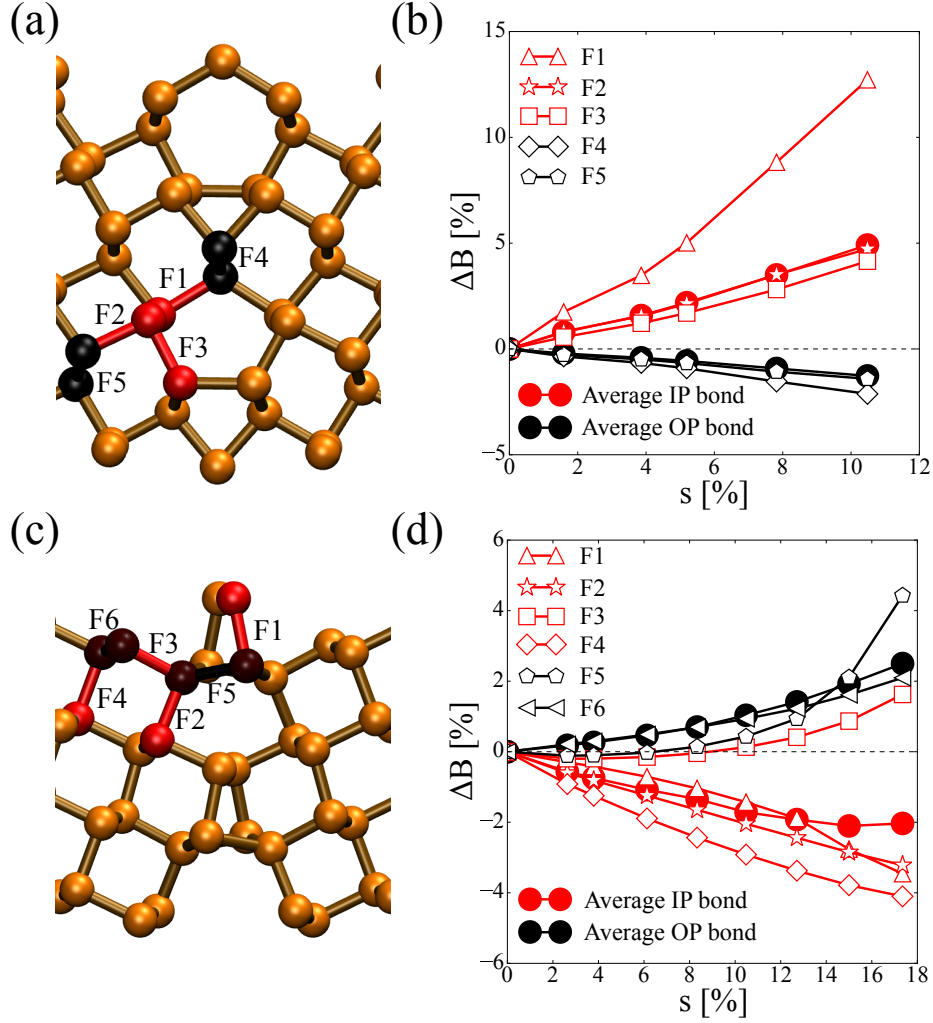 (a)
F4
F1
F2
F3
F5
(b)
15
10
5
0
−5
ΔB [%]
F1
F2
F3
F4
F5
Average IP bond
Average OP bond
0 2 4 6 8 10 12
s [%]
(c)
F6
F3
F1
F4
F5
F2
(d)
6
4
2
0
−2
−4
−6
ΔB [%]
F1
F2
F3
F4
F5
F6
Average IP bond
Average OP bond
0 2 4 6 8 10 12 14 16 18
s [%]